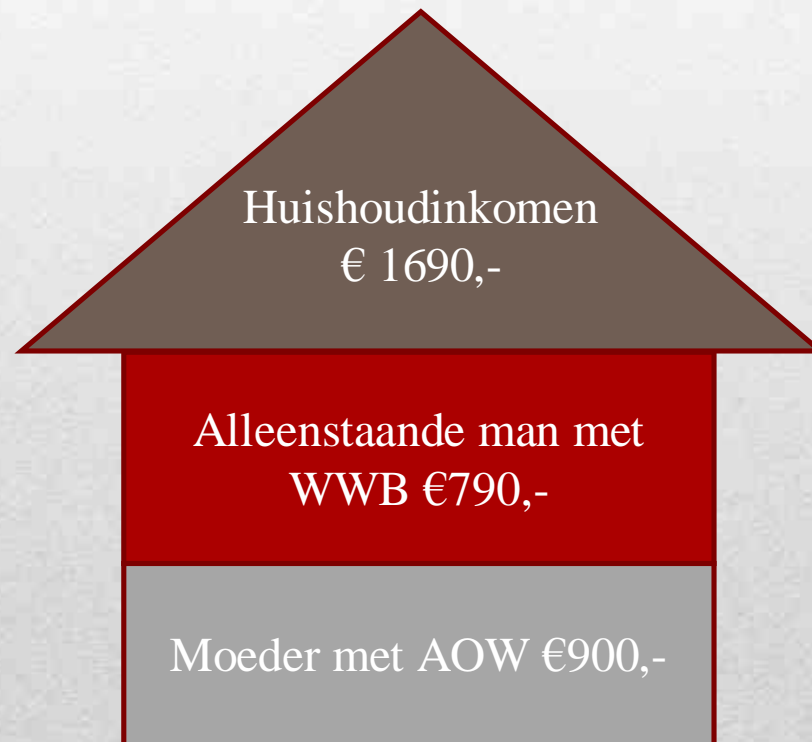 Huishoudinkomen
€ 1690,-
Alleenstaande man met
WWB €790,-
Moeder met AOW €900,-